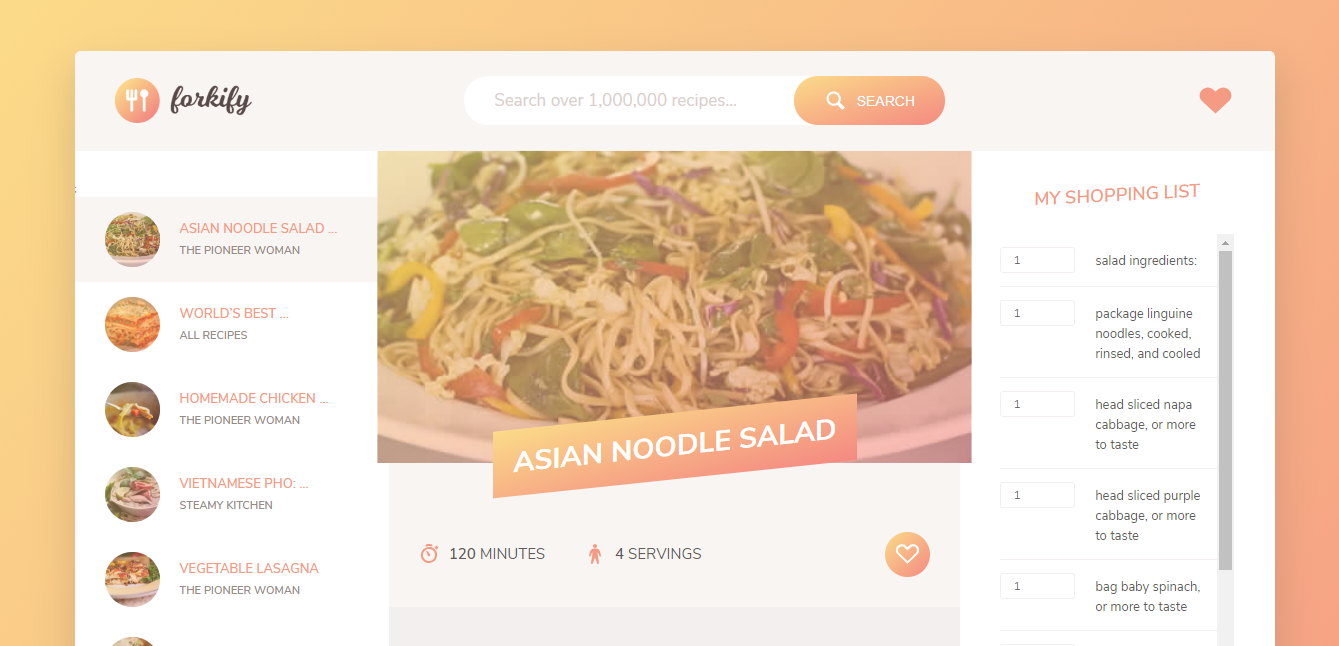 forkify
Search over 1,000,000 recipes...
SEARCH
ASIAN NOODLE SALAD ...
THE PIONEER WOMAN
WORLD’S BEST ...
ALL RECIPES
HOMEMADE CHICKEN ...
THE PIONEER WOMAN
VIETNAMESE PHO: ...
STEAMY KITCHEN
VEGETABLE LASAGNA
THE PIONEER WOMAN
ASIAN NOODLE SALAD
120 MINUTES
4 SERVINGS
MY SHOPPING LIST
1
salad ingredients:
1
package linguine
noodles, cooked,
rinsed, and cooled
1
head sliced napa
cabbage, or more
to taste
1
head sliced purple
cabbage, or more
to taste
1
bag baby spinach,
or more to taste